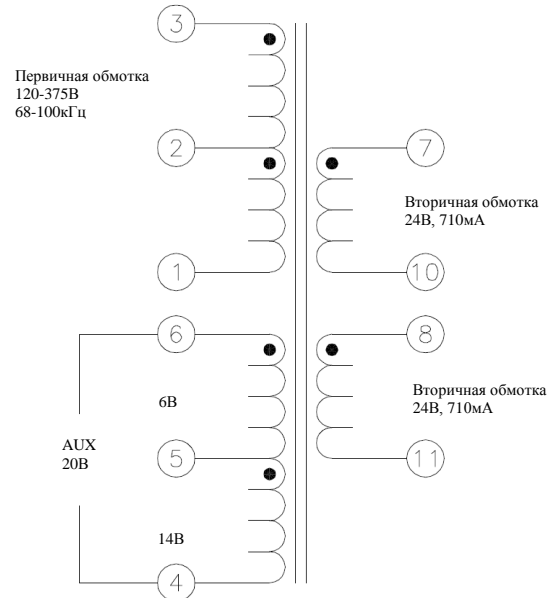 3
Первичная обмотка
120-375В
68-100кГц
2
7
Вторичная обмотка
24В, 710мА
1
10
6
8
6В
Вторичная обмотка
24В, 710мА
AUX
20В
5
11
14В
4